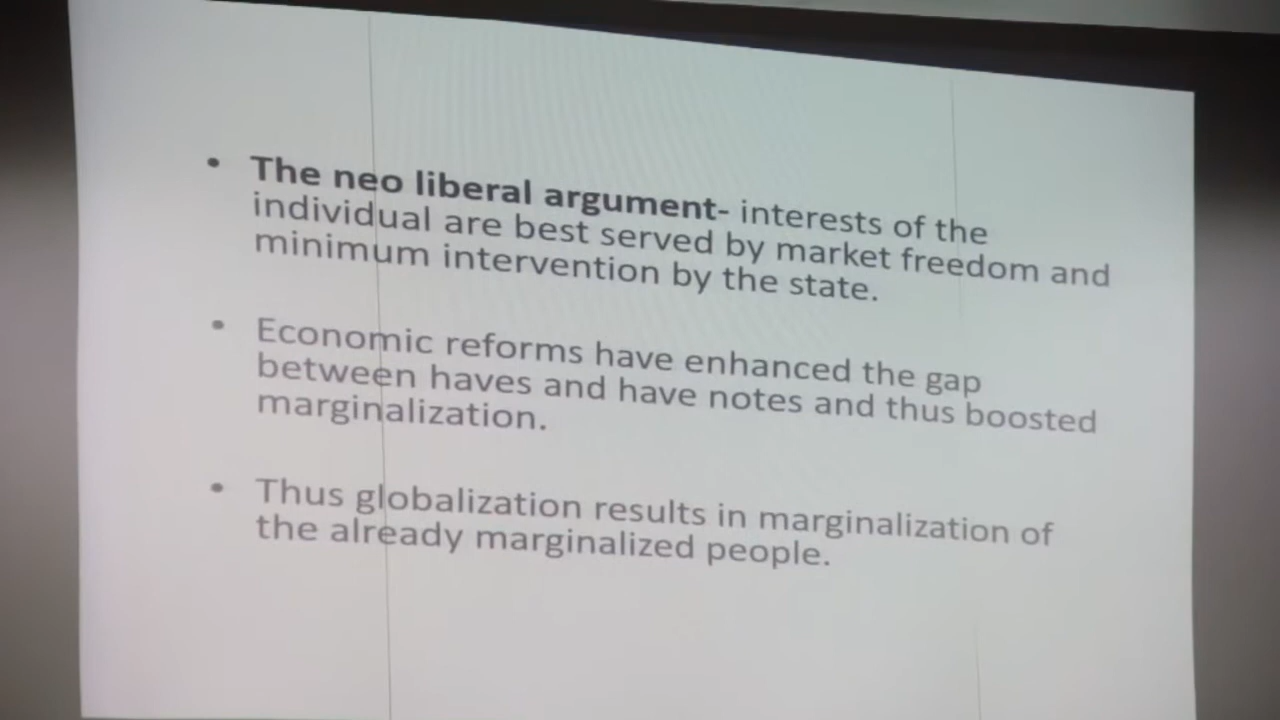 • The neo liberal argument- interests of the
individual are best served by market freedom and
minimum intervention by the state.
• Economic reforms have enhanced the gap
between haves and have notes and thus boosted
marginalization.
• Thus globalization results in marginalization of
the already marginalized people.